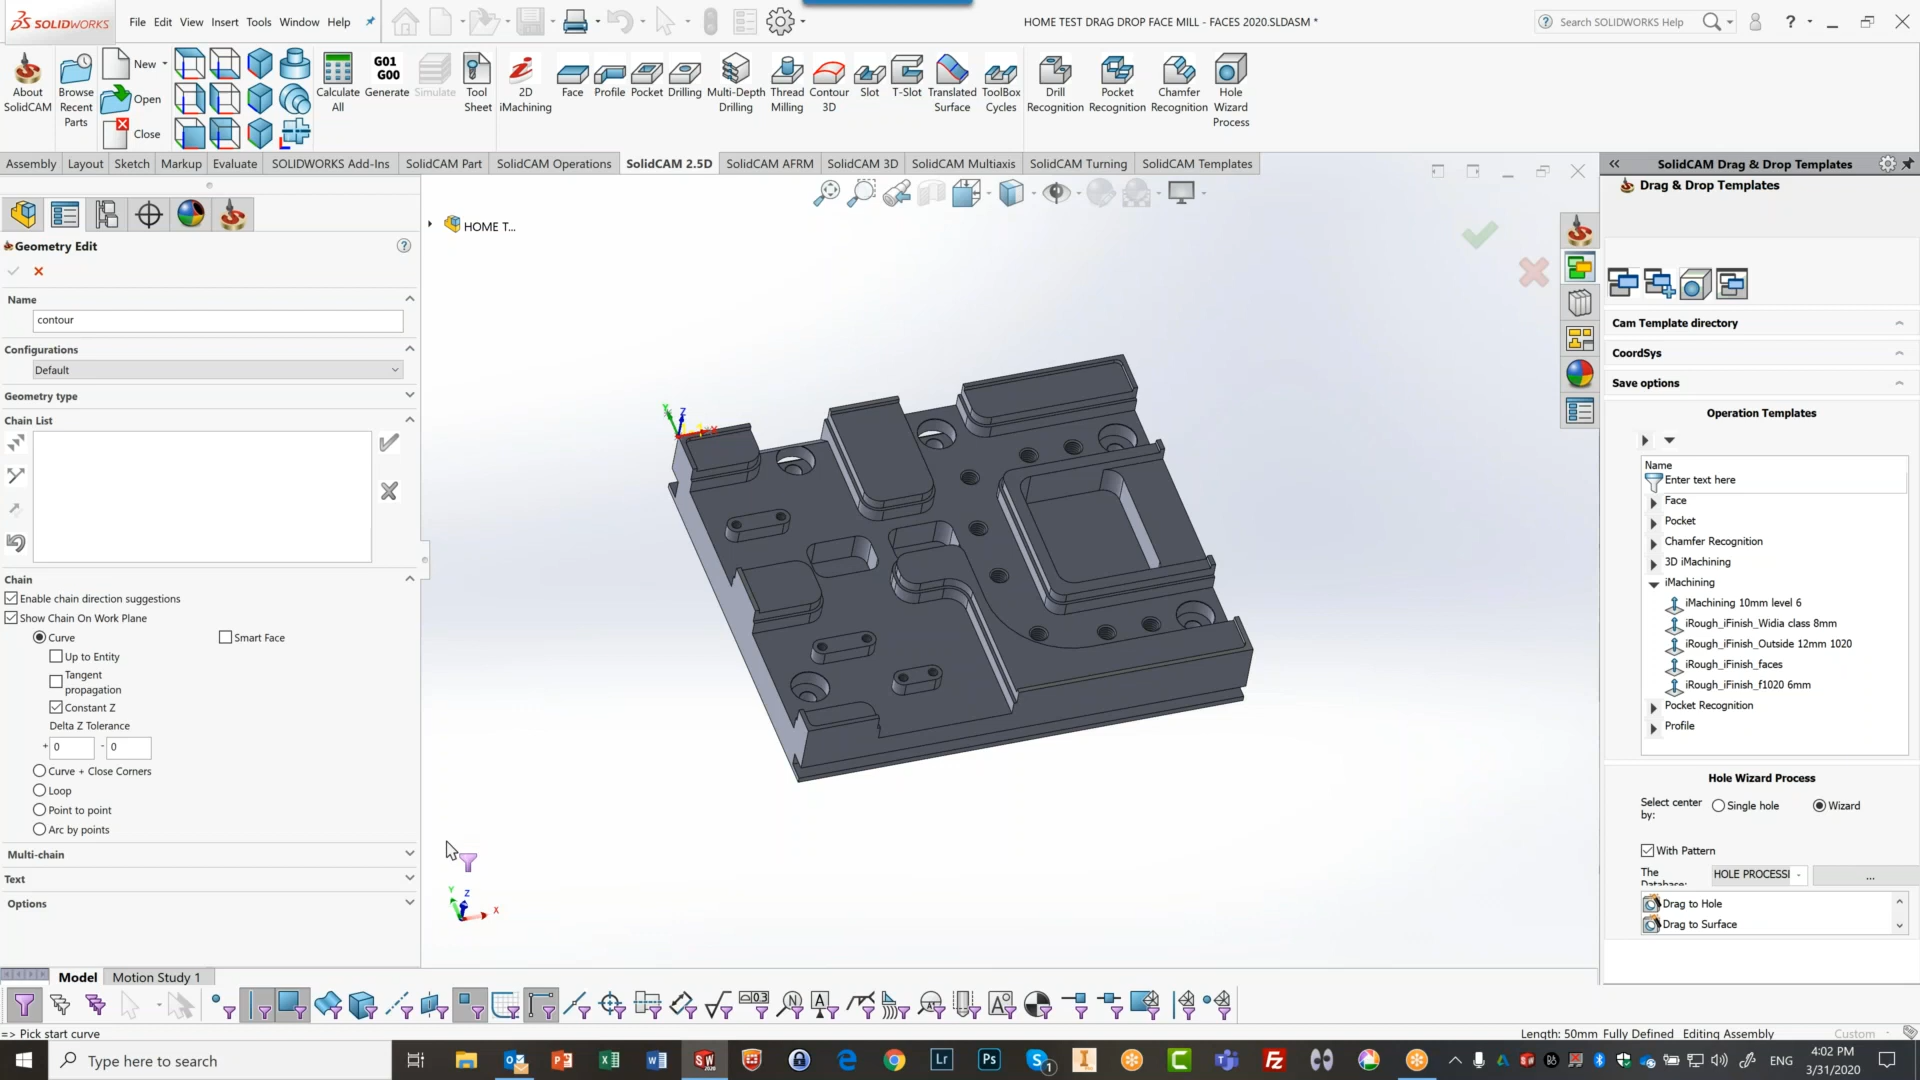 SOLIDWORKS
File Edit View Insert Tools Window Help
HOME TEST DRAG DROP FACE MILL - FACES 2020.SLDASM *
Search SOLIDWORKS Help
About SolidCAM
Browse Recent Parts
New
Open
Close
Calculate All
G01 G00
Generate
Simulate
Tool Sheet
2D iMachining
Face
Profile
Pocket
Drilling
Multi-Depth Drilling
Thread Milling
Contour 3D
Slot
T-Slot
Translated Surface
ToolBox Cycles
Drill Recognition
Pocket Recognition
Chamfer Recognition
Hole Wizard Process
Assembly Layout Sketch Markup Evaluate SOLIDWORKS Add-Ins SolidCAM Part SolidCAM Operations SolidCAM 2.5D SolidCAM AFRM SolidCAM 3D SolidCAM Multiaxis SolidCAM Turning SolidCAM Templates
Geometry Edit
Name
contour
Configurations
Default
Geometry type
Chain List
Chain
Enable chain direction suggestions
Show Chain On Work Plane
Curve
Smart Face
Up to Entity
Tangent propagation
Constant Z
Delta Z Tolerance
+ 0 - 0
Curve + Close Corners
Loop
Point to point
Arc by points
Multi-chain
Text
Options
HOME T...
Y Z X
Y Z X
SolidCAM Drag & Drop Templates
Drag & Drop Templates
Cam Template directory
CoordSys
Save options
Operation Templates
Name
Enter text here
Face
Pocket
Chamfer Recognition
3D iMachining
iMachining
iMachining 10mm level 6
iRough_iFinish_Widia class 8mm
iRough_iFinish_Outside 12mm 1020
iRough_iFinish_faces
iRough_iFinish_f1020 6mm
Pocket Recognition
Profile
Hole Wizard Process
Select center by:
Single hole
Wizard
With Pattern
The Database:
HOLE PROCESSI
...
Drag to Hole
Drag to Surface
Model Motion Study 1
=> Pick start curve
Length: 50mm Fully Defined Editing Assembly
Custom
Type here to search
ENG
4:02 PM
3/31/2020